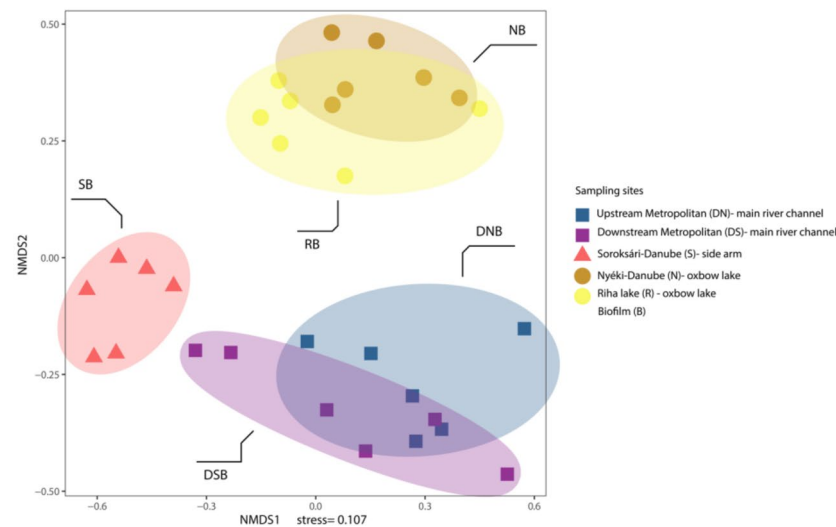 0.50
0.25
0.00
−0.25
−0.50
NMDS2
−0.6
−0.3
0.0
0.3
0.6
NMDS1 stress= 0.107
NB
SB
RB
DNB
DSB
Sampling sites
Upstream Metropolitan (DN)- main river channel
Downstream Metropolitan (DS)- main river channel
Soroksári-Danube (S)- side arm
Nyéki-Danube (N)- oxbow lake
Riha lake (R) - oxbow lake
Biofilm (B)